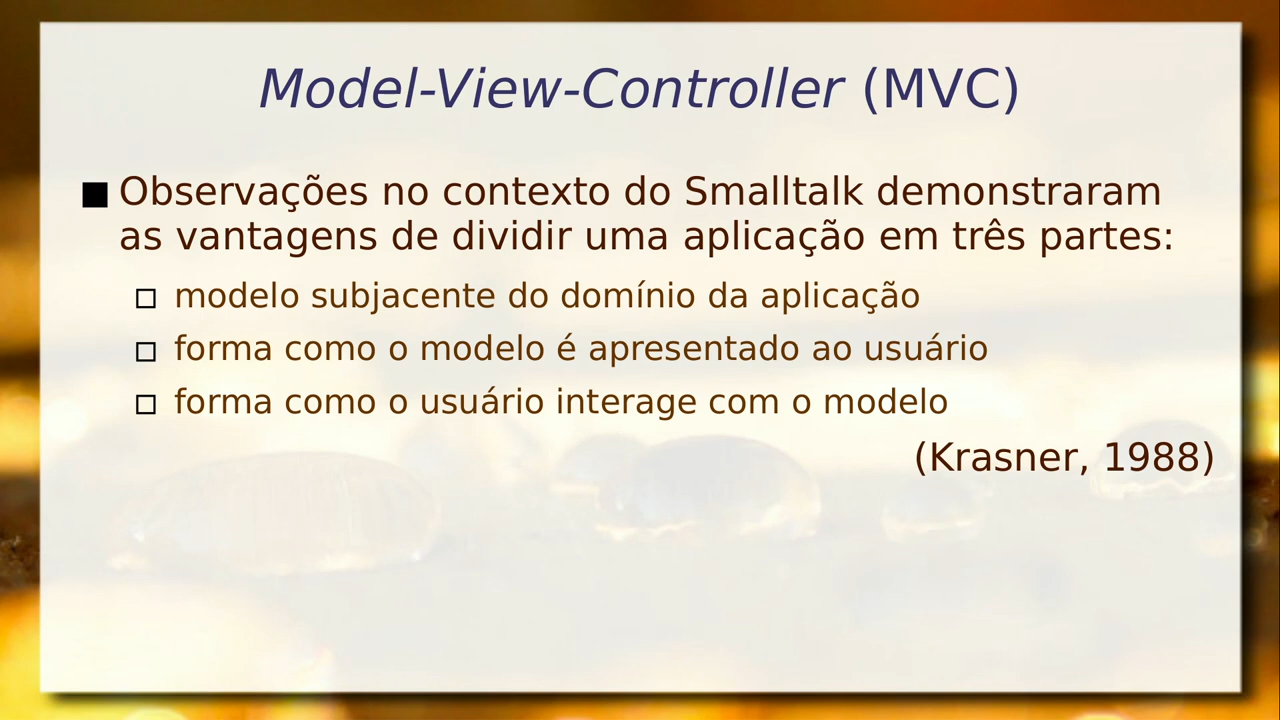 Model-View-Controller (MVC)
Observações no contexto do Smalltalk demonstraram
as vantagens de dividir uma aplicação em três partes:
modelo subjacente do domínio da aplicação
forma como o modelo é apresentado ao usuário
forma como o usuário interage com o modelo
(Krasner, 1988)